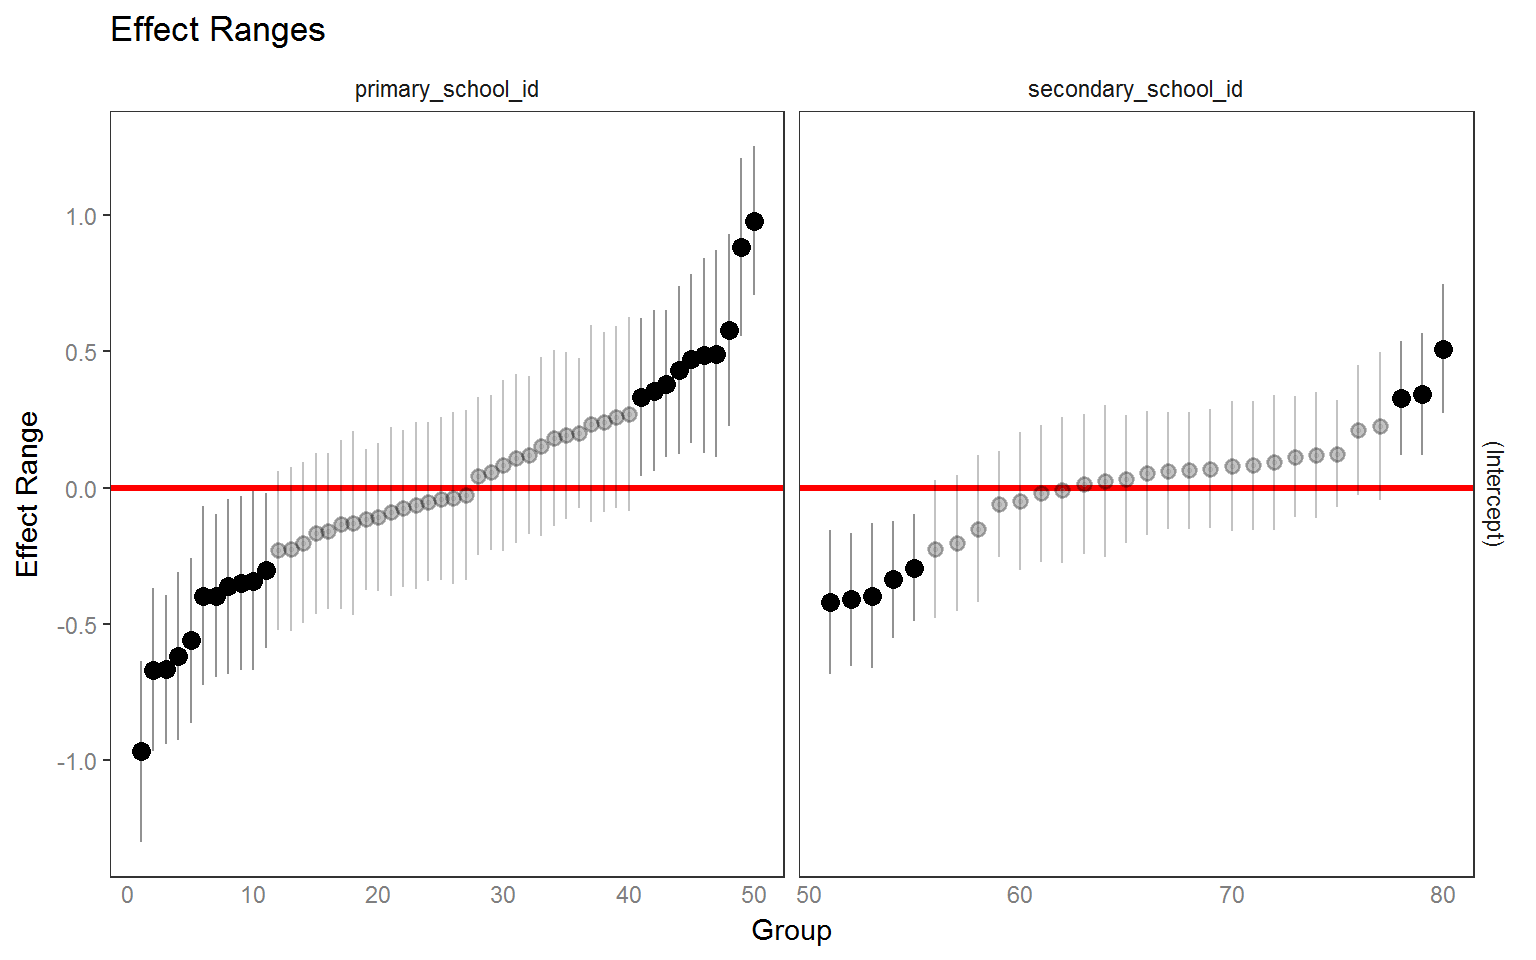 Effect Ranges
primary_school_id
secondary_school_id
Effect Range
1.0
0.5
0.0
-0.5
-1.0
(Intercept)
0 10 20 30 40 50
50 60 70 80
Group